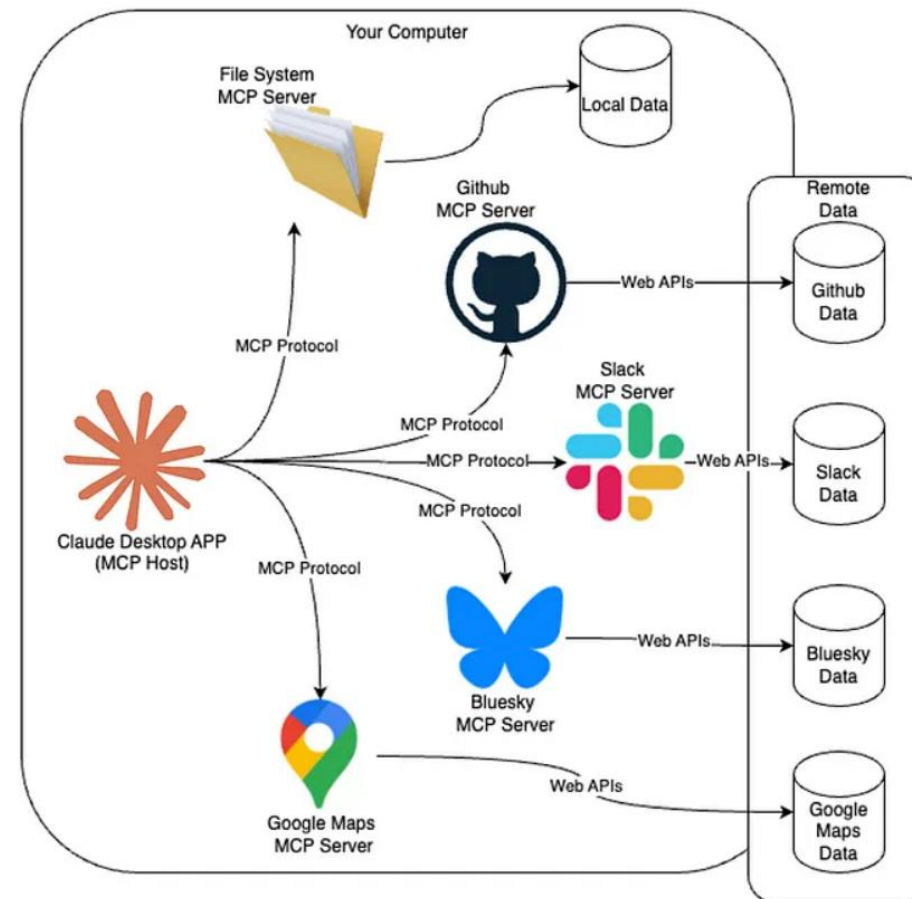 Your Computer
File System
MCP Server
Local Data
Github
MCP Server
Remote
Data
Web APIs
Github
Data
MCP Protocol
Slack
MCP Server
MCP Protocol
MCP Protocol
Web APIs
Slack
Data
MCP Protocol
Claude Desktop APP
(MCP Host)
MCP Protocol
Web APIs
Bluesky
Data
Bluesky
MCP Server
Web APIs
Google Maps
MCP Server
Google
Maps
Data